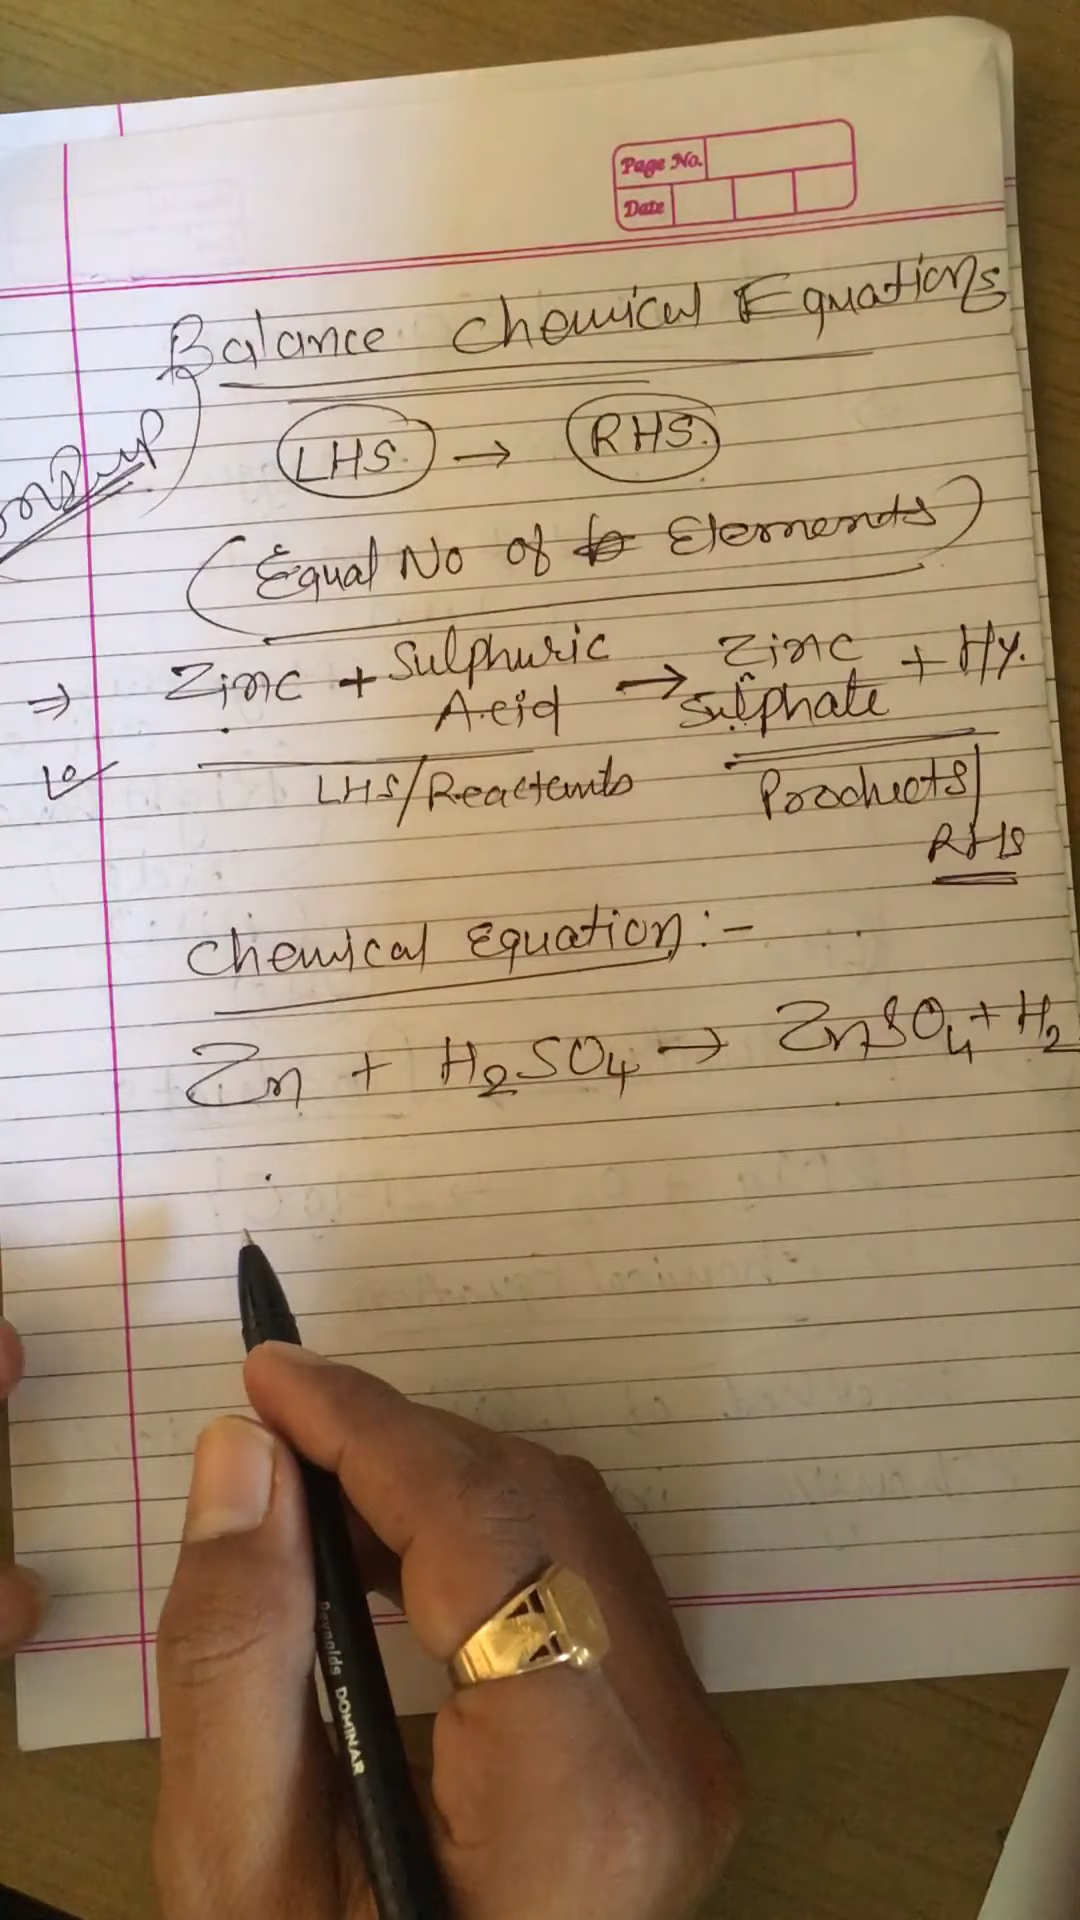 Page No.
Date
Balance Chemical Equations
LHS. → RHS.
(Equal No of Elements)
⇒ Zinc + Sulphuric Acid → Zinc Sulphate + Hy.
LHS/Reactants Products/
RHS
Chemical Equation:-
Zn + H₂SO₄ → ZnSO₄ + H₂
Reynolds DOMINAR